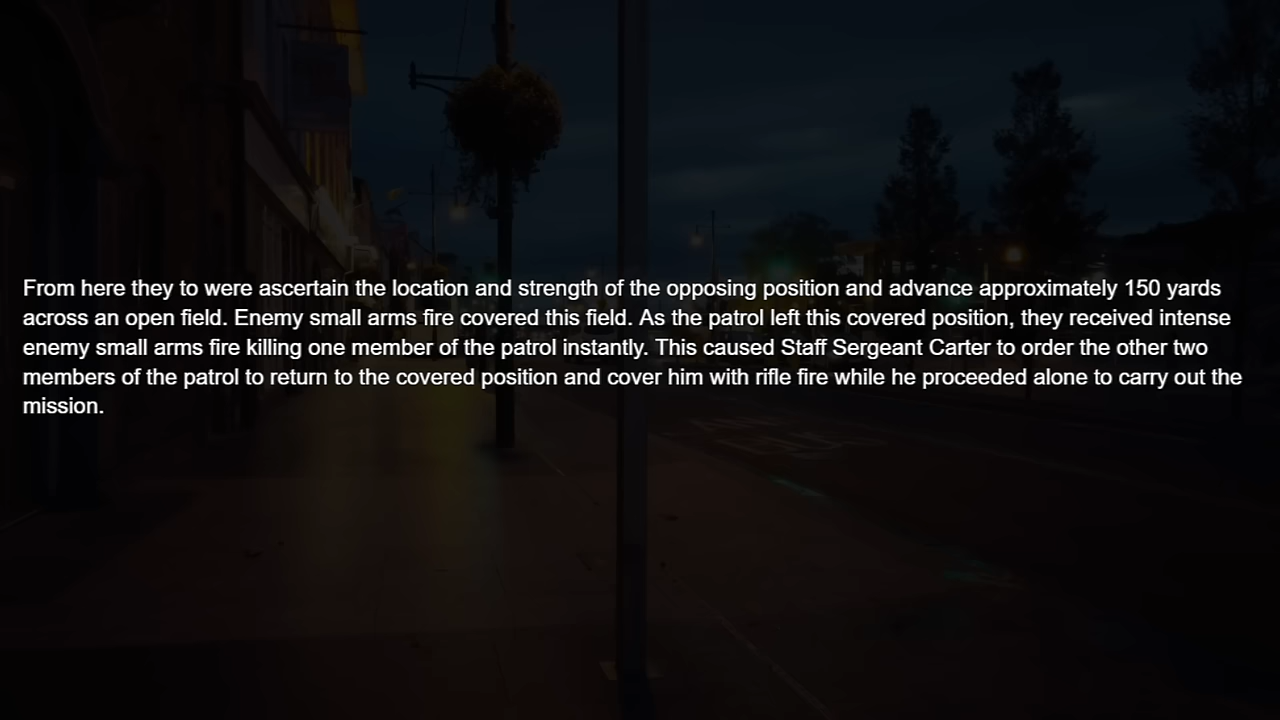 From here they to were ascertain the location and strength of the opposing position and advance approximately 150 yards
across an open field. Enemy small arms fire covered this field. As the patrol left this covered position, they received intense
enemy small arms fire killing one member of the patrol instantly. This caused Staff Sergeant Carter to order the other two
members of the patrol to return to the covered position and cover him with rifle fire while he proceeded alone to carry out the
mission.